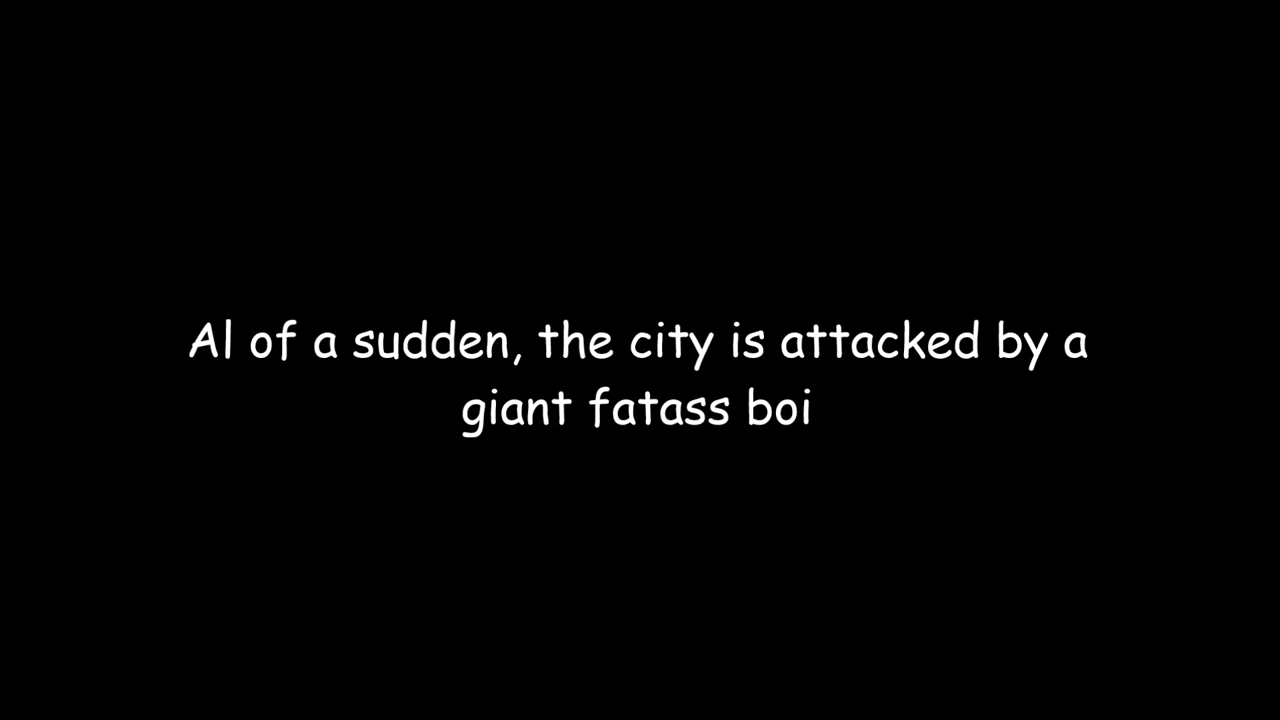 Al of a sudden, the city is attacked by a
giant fatass boi